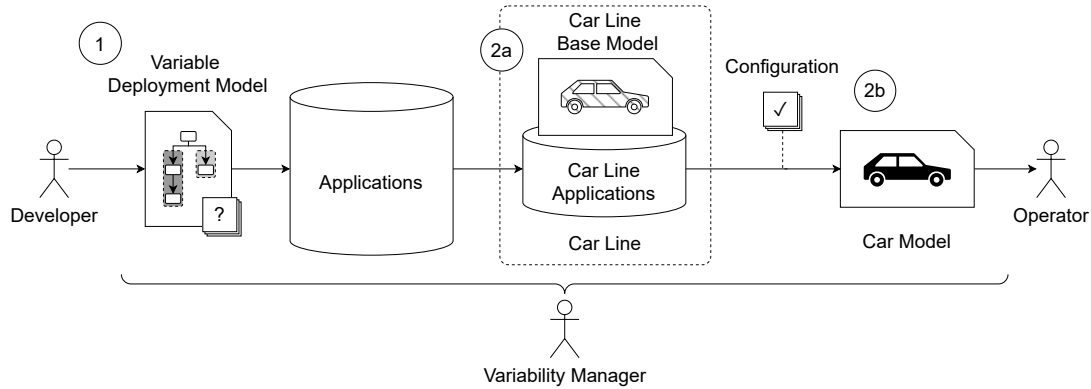 1
Variable
Deployment Model
?
Developer
Applications
2a
Car Line
Base Model
Car Line
Applications
Car Line
Configuration
✓
2b
Car Model
Operator
Variability Manager